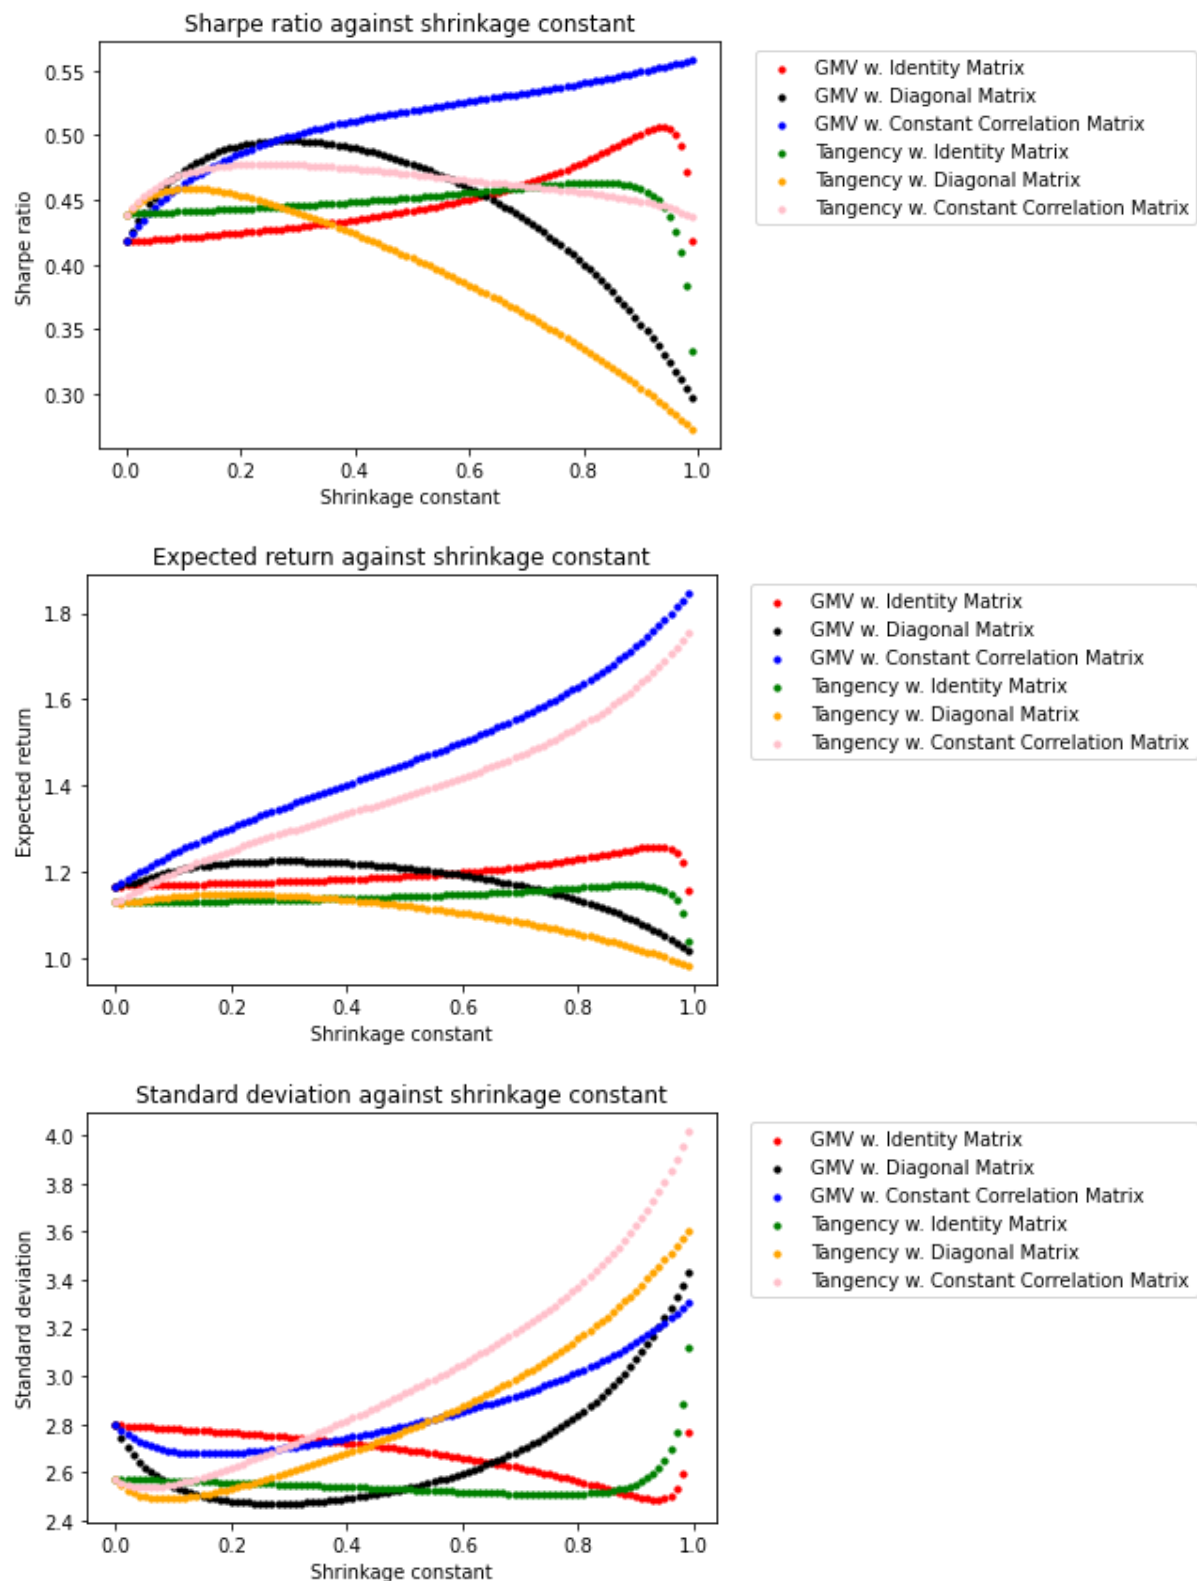 Sharpe ratio against shrinkage constant
0.55
0.50
0.45
0.40
0.35
0.30
Sharpe ratio
0.0 0.2 0.4 0.6 0.8 1.0
Shrinkage constant
GMV w. Identity Matrix
GMV w. Diagonal Matrix
GMV w. Constant Correlation Matrix
Tangency w. Identity Matrix
Tangency w. Diagonal Matrix
Tangency w. Constant Correlation Matrix
Expected return against shrinkage constant
1.8
1.6
1.4
1.2
1.0
Expected return
0.0 0.2 0.4 0.6 0.8 1.0
Shrinkage constant
GMV w. Identity Matrix
GMV w. Diagonal Matrix
GMV w. Constant Correlation Matrix
Tangency w. Identity Matrix
Tangency w. Diagonal Matrix
Tangency w. Constant Correlation Matrix
Standard deviation against shrinkage constant
4.0
3.8
3.6
3.4
3.2
3.0
2.8
2.6
2.4
Standard deviation
0.0 0.2 0.4 0.6 0.8 1.0
Shrinkage constant
GMV w. Identity Matrix
GMV w. Diagonal Matrix
GMV w. Constant Correlation Matrix
Tangency w. Identity Matrix
Tangency w. Diagonal Matrix
Tangency w. Constant Correlation Matrix